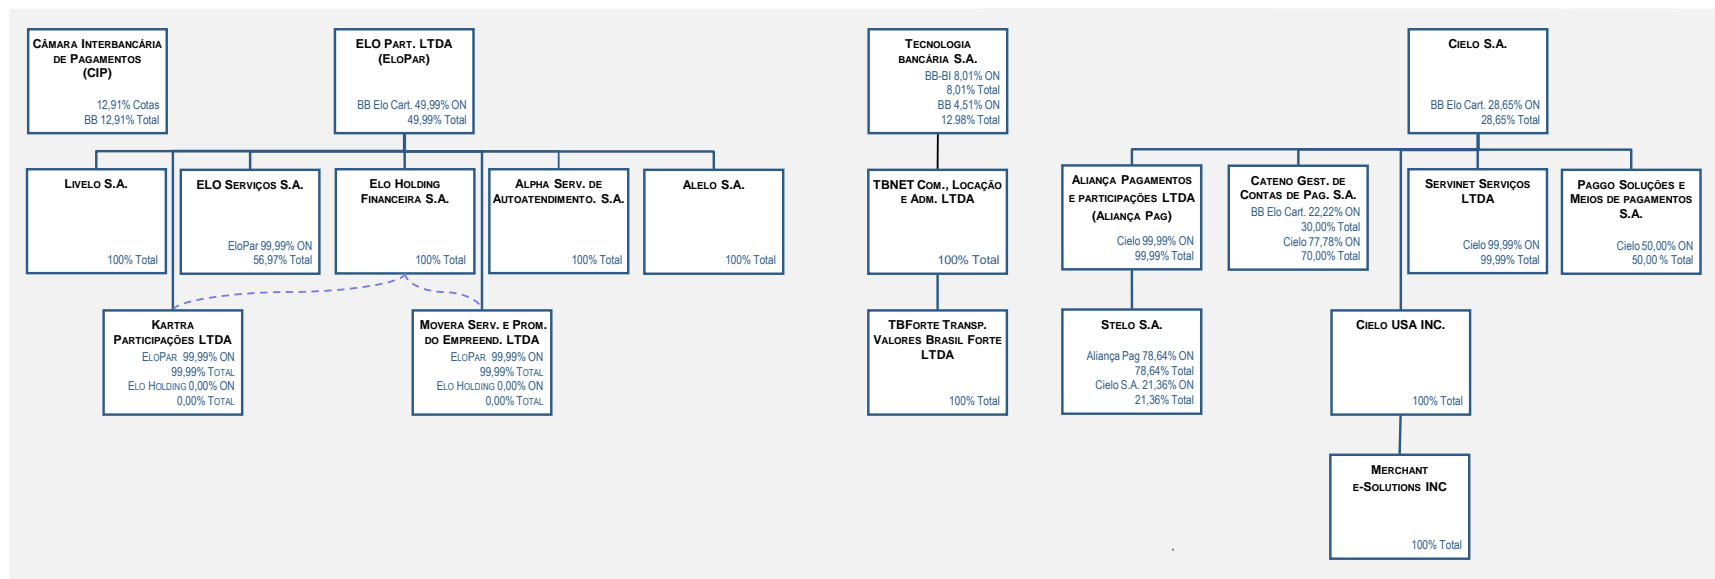 CÂMARA INTERBANCÁRIA
DE PAGAMENTOS
(CIP)
12,91% Cotas
BB 12,91% Total
ELO PART. LTDA
(ELOPAR)
BB Elo Cart. 49,99% ON
49,99% Total
TECNOLOGIA
BANCÁRIA S.A.
BB-BI 8,01% ON
8,01% Total
BB 4,51% ON
12.98% Total
CIELO S.A.
BB Elo Cart. 28,65% ON
28,65% Total
LIVELO S.A.
100% Total
ELO SERVIÇOS S.A.
EloPar 99,99% ON
56,97% Total
ELO HOLDING
FINANCEIRA S.A.
100% Total
ALPHA SERV. DE
AUTOATENDIMENTO. S.A.
100% Total
ALELO S.A.
100% Total
TBNET COM., LOCAÇÃO
E ADM. LTDA
100% Total
ALIANÇA PAGAMENTOS
E PARTICIPAÇÕES LTDA
(ALIANÇA PAG)
Cielo 99,99% ON
99,99% Total
CATENO GEST. DE
CONTAS DE PAG. S.A.
BB Elo Cart. 22,22% ON
30,00% Total
Cielo 77,78% ON
70,00% Total
SERVINET SERVIÇOS
LTDA
Cielo 99,99% ON
99,99% Total
PAGGO SOLUÇÕES E
MEIOS DE PAGAMENTOS
S.A.
Cielo 50,00% ON
50,00 % Total
KARTRA
PARTICIPAÇÕES LTDA
ELOPAR 99,99% ON
99,99% TOTAL
ELO HOLDING 0,00% ON
0,00% TOTAL
MOVERA SERV. E PROM.
DO EMPREEND. LTDA
ELOPAR 99,99% ON
99,99% TOTAL
ELO HOLDING 0,00% ON
0,00% TOTAL
TBFORTE TRANSP.
VALORES BRASIL FORTE
LTDA
100% Total
STELO S.A.
Aliança Pag 78,64% ON
78,64% Total
Cielo S.A. 21,36% ON
21,36% Total
CIELO USA INC.
100% Total
MERCHANT
E-SOLUTIONS INC
100% Total